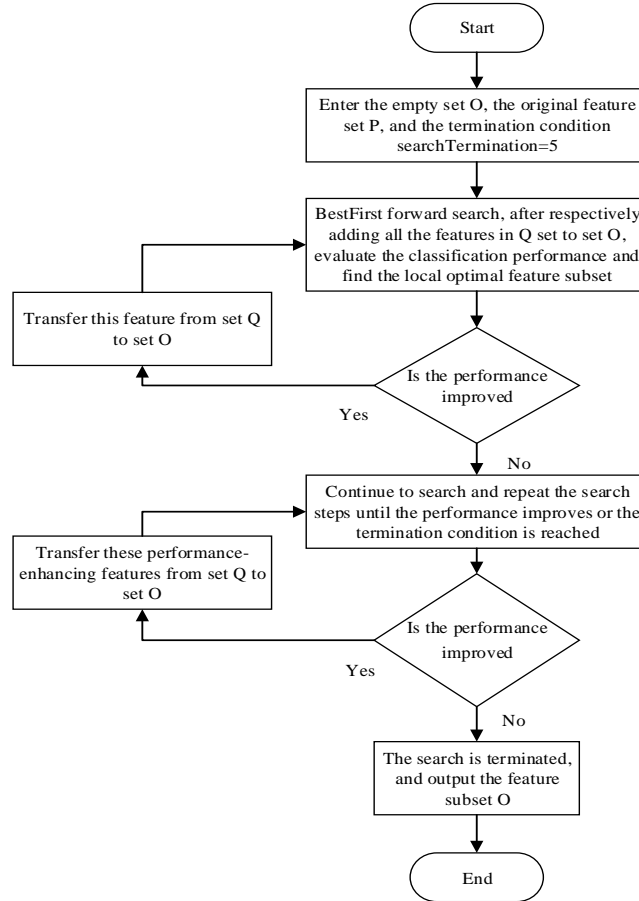 Start
Enter the empty set O, the original feature
set P, and the termination condition
searchTermination=5
BestFirst forward search, after respectively
adding all the features in Q set to set O,
evaluate the classification performance and
find the local optimal feature subset
Transfer this feature from set Q
to set O
Is the performance
improved
Yes
No
Continue to search and repeat the search
steps until the performance improves or the
termination condition is reached
Transfer these performance-
enhancing features from set Q to
set O
Is the performance
improved
Yes
No
The search is terminated,
and output the feature
subset O
End